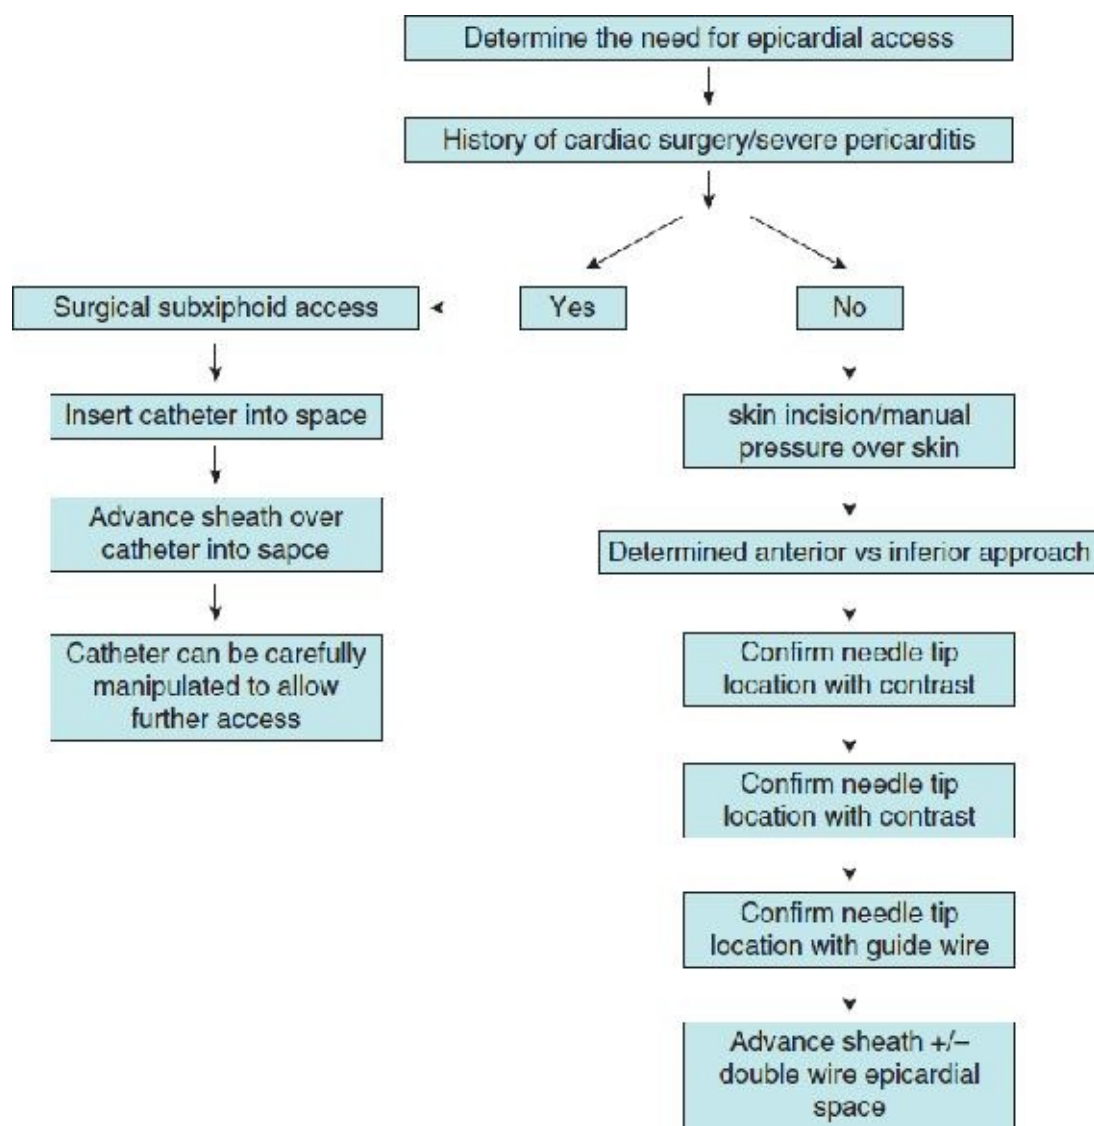 Determine the need for epicardial access
History of cardiac surgery/severe pericarditis
Surgical subxiphoid access
Yes
No
Insert catheter into space
skin incision/manual
pressure over skin
Advance sheath over
catheter into sapce
Determined anterior vs inferior approach
Catheter can be carefully
manipulated to allow
further access
Confirm needle tip
location with contrast
Confirm needle tip
location with contrast
Confirm needle tip
location with guide wire
Advance sheath +/–
double wire epicardial
space